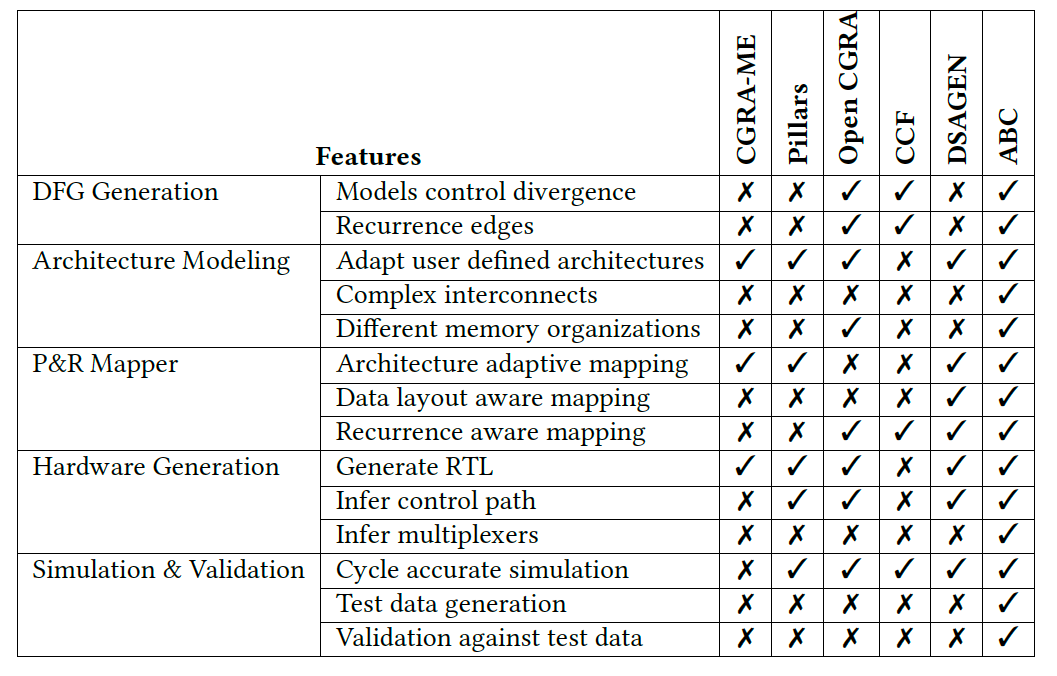 Features CGRA-ME Pillars Open CGRA CCF DSAGEN ABC
DFG Generation Models control divergence ✗ ✗ ✓ ✓ ✗ ✓
Recurrence edges ✗ ✗ ✓ ✓ ✗ ✓
Architecture Modeling Adapt user defined architectures ✓ ✓ ✓ ✗ ✓ ✓
Complex interconnects ✗ ✗ ✗ ✗ ✗ ✓
Different memory organizations ✗ ✗ ✓ ✗ ✗ ✓
P&R Mapper Architecture adaptive mapping ✓ ✓ ✗ ✗ ✓ ✓
Data layout aware mapping ✗ ✗ ✗ ✗ ✓ ✓
Recurrence aware mapping ✗ ✗ ✓ ✓ ✓ ✓
Hardware Generation Generate RTL ✓ ✓ ✓ ✗ ✓ ✓
Infer control path ✗ ✓ ✓ ✗ ✓ ✓
Infer multiplexers ✗ ✗ ✗ ✗ ✗ ✓
Simulation & Validation Cycle accurate simulation ✗ ✓ ✓ ✓ ✓ ✓
Test data generation ✗ ✗ ✗ ✗ ✗ ✓
Validation against test data ✗ ✗ ✗ ✗ ✗ ✓